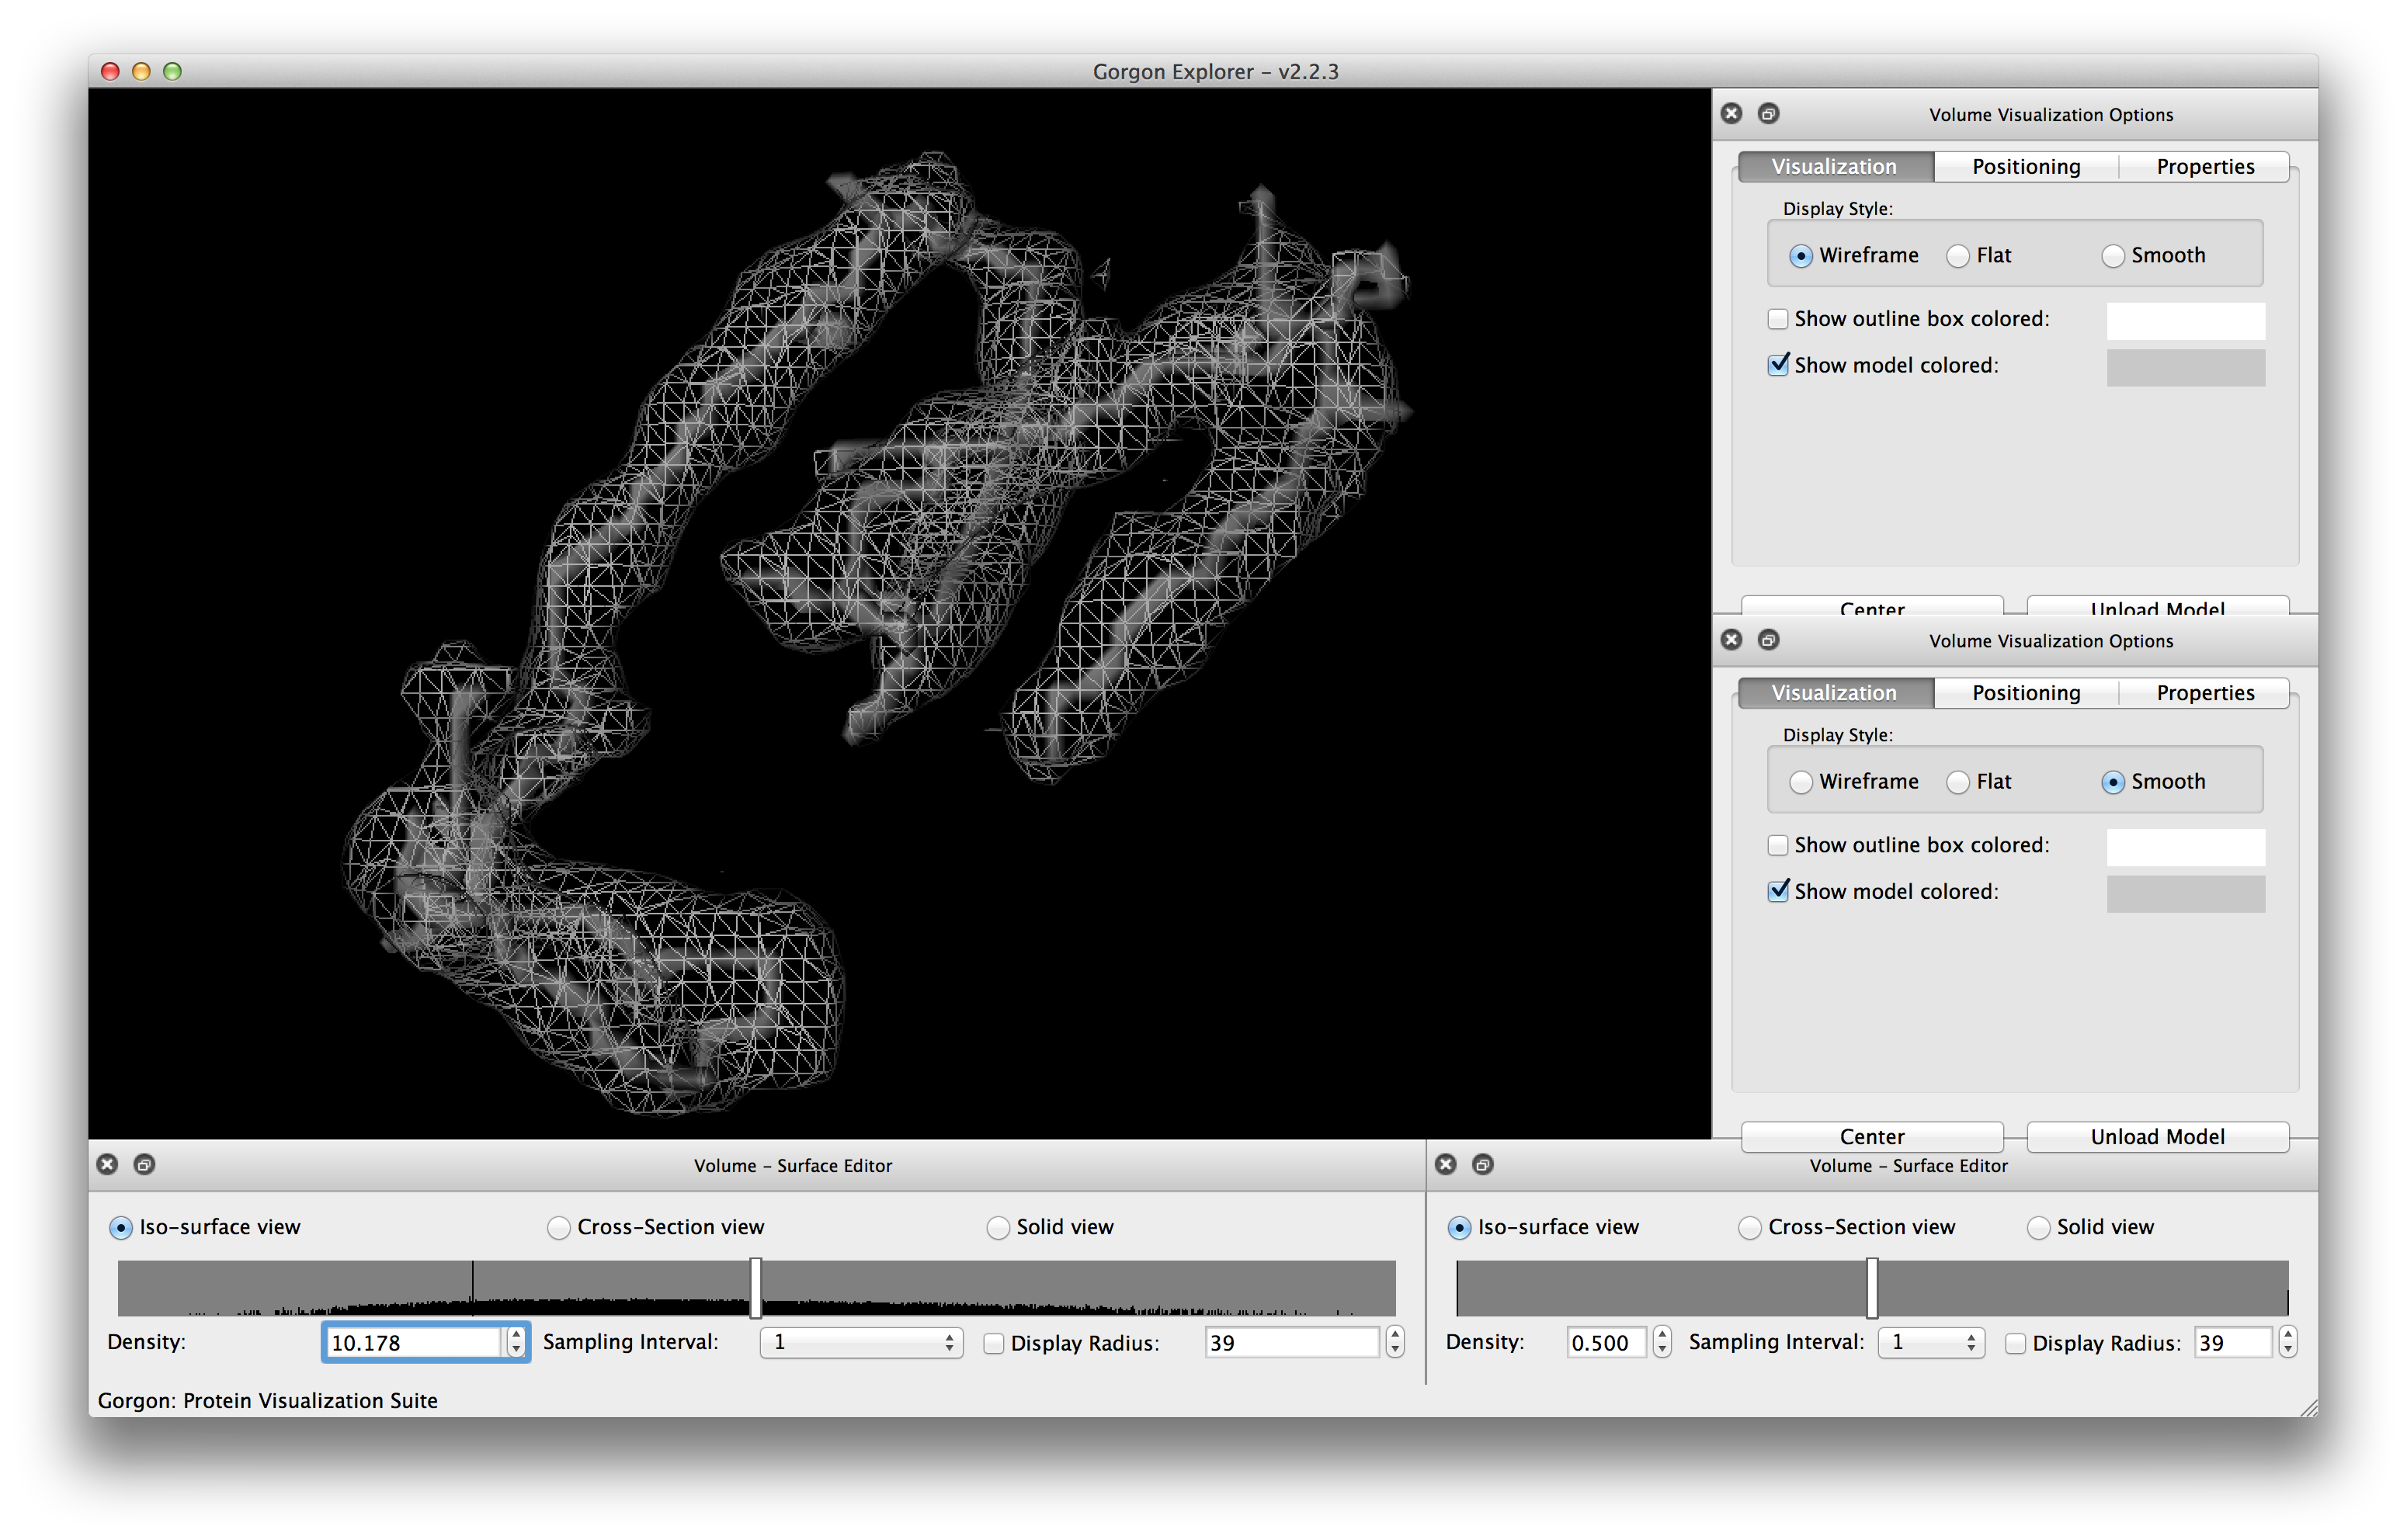 Gorgon Explorer – v2.2.3
Volume Visualization Options
Visualization Positioning Properties
Display Style:
Wireframe Flat Smooth
Show outline box colored:
Show model colored:
Center Unload Model
Volume Visualization Options
Visualization Positioning Properties
Display Style:
Wireframe Flat Smooth
Show outline box colored:
Show model colored:
Center Unload Model
Volume – Surface Editor
Iso-surface view Cross-Section view Solid view
Density: 10.178 Sampling Interval: 1 Display Radius: 39
Volume – Surface Editor
Iso-surface view Cross-Section view Solid view
Density: 0.500 Sampling Interval: 1 Display Radius: 39
Gorgon: Protein Visualization Suite